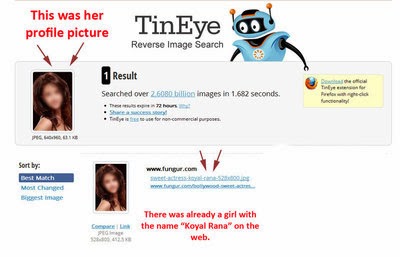 This was her
profile picture
TinEye
Reverse Image Search
1 Result
Searched over 2.6080 billion images in 1.682 seconds.
These results expire in 72 hours. Why?
Share a success story!
TinEye is free to use for non-commercial purposes.
Download the official
TinEye extension for
Firefox with right-click
functionality!
JPEG, 640x960, 63.1 KB
Sort by:
Best Match
Most Changed
Biggest Image
www.fungur.com
sweet-actress-koyal-rana-528x800.jpg
www.fungur.com/bollywood-sweet-actres...
Compare | Link
JPEG Image
528x800, 412.3 KB
There was already a girl with
the name "Koyal Rana" on the
web.